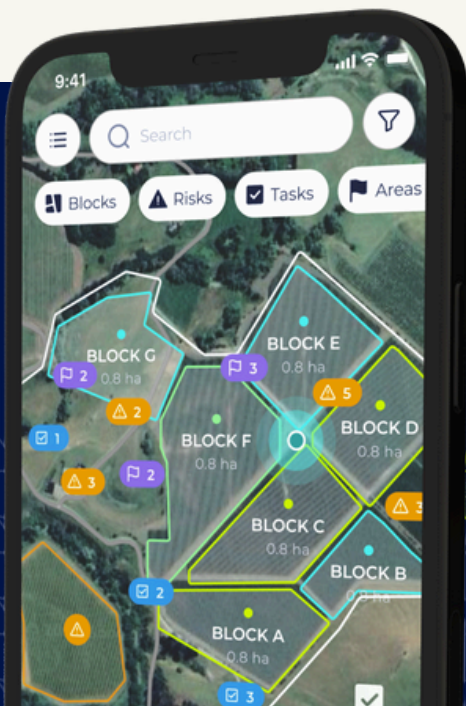 9:41
Search
Blocks
Risks
Tasks
Areas
BLOCK E
0.8 ha
BLOCK G
0.8 ha
2
3
5
2
BLOCK D
0.8 ha
BLOCK F
0.8 ha
1
3
2
3
BLOCK C
0.8 ha
BLOCK B
0.8 ha
2
BLOCK A
0.8 ha
3